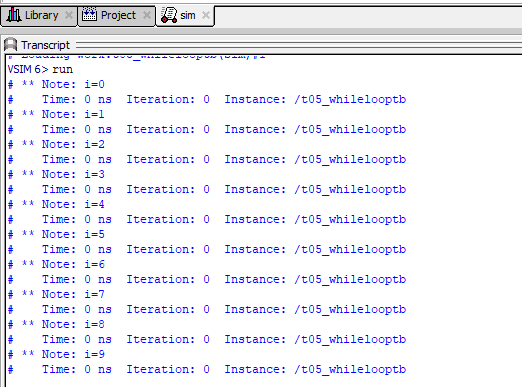 Library Project sim
Transcript
VSIM 6> run
# ** Note: i=0
#    Time: 0 ns  Iteration: 0  Instance: /t05_whilelooptb
# ** Note: i=1
#    Time: 0 ns  Iteration: 0  Instance: /t05_whilelooptb
# ** Note: i=2
#    Time: 0 ns  Iteration: 0  Instance: /t05_whilelooptb
# ** Note: i=3
#    Time: 0 ns  Iteration: 0  Instance: /t05_whilelooptb
# ** Note: i=4
#    Time: 0 ns  Iteration: 0  Instance: /t05_whilelooptb
# ** Note: i=5
#    Time: 0 ns  Iteration: 0  Instance: /t05_whilelooptb
# ** Note: i=6
#    Time: 0 ns  Iteration: 0  Instance: /t05_whilelooptb
# ** Note: i=7
#    Time: 0 ns  Iteration: 0  Instance: /t05_whilelooptb
# ** Note: i=8
#    Time: 0 ns  Iteration: 0  Instance: /t05_whilelooptb
# ** Note: i=9
#    Time: 0 ns  Iteration: 0  Instance: /t05_whilelooptb